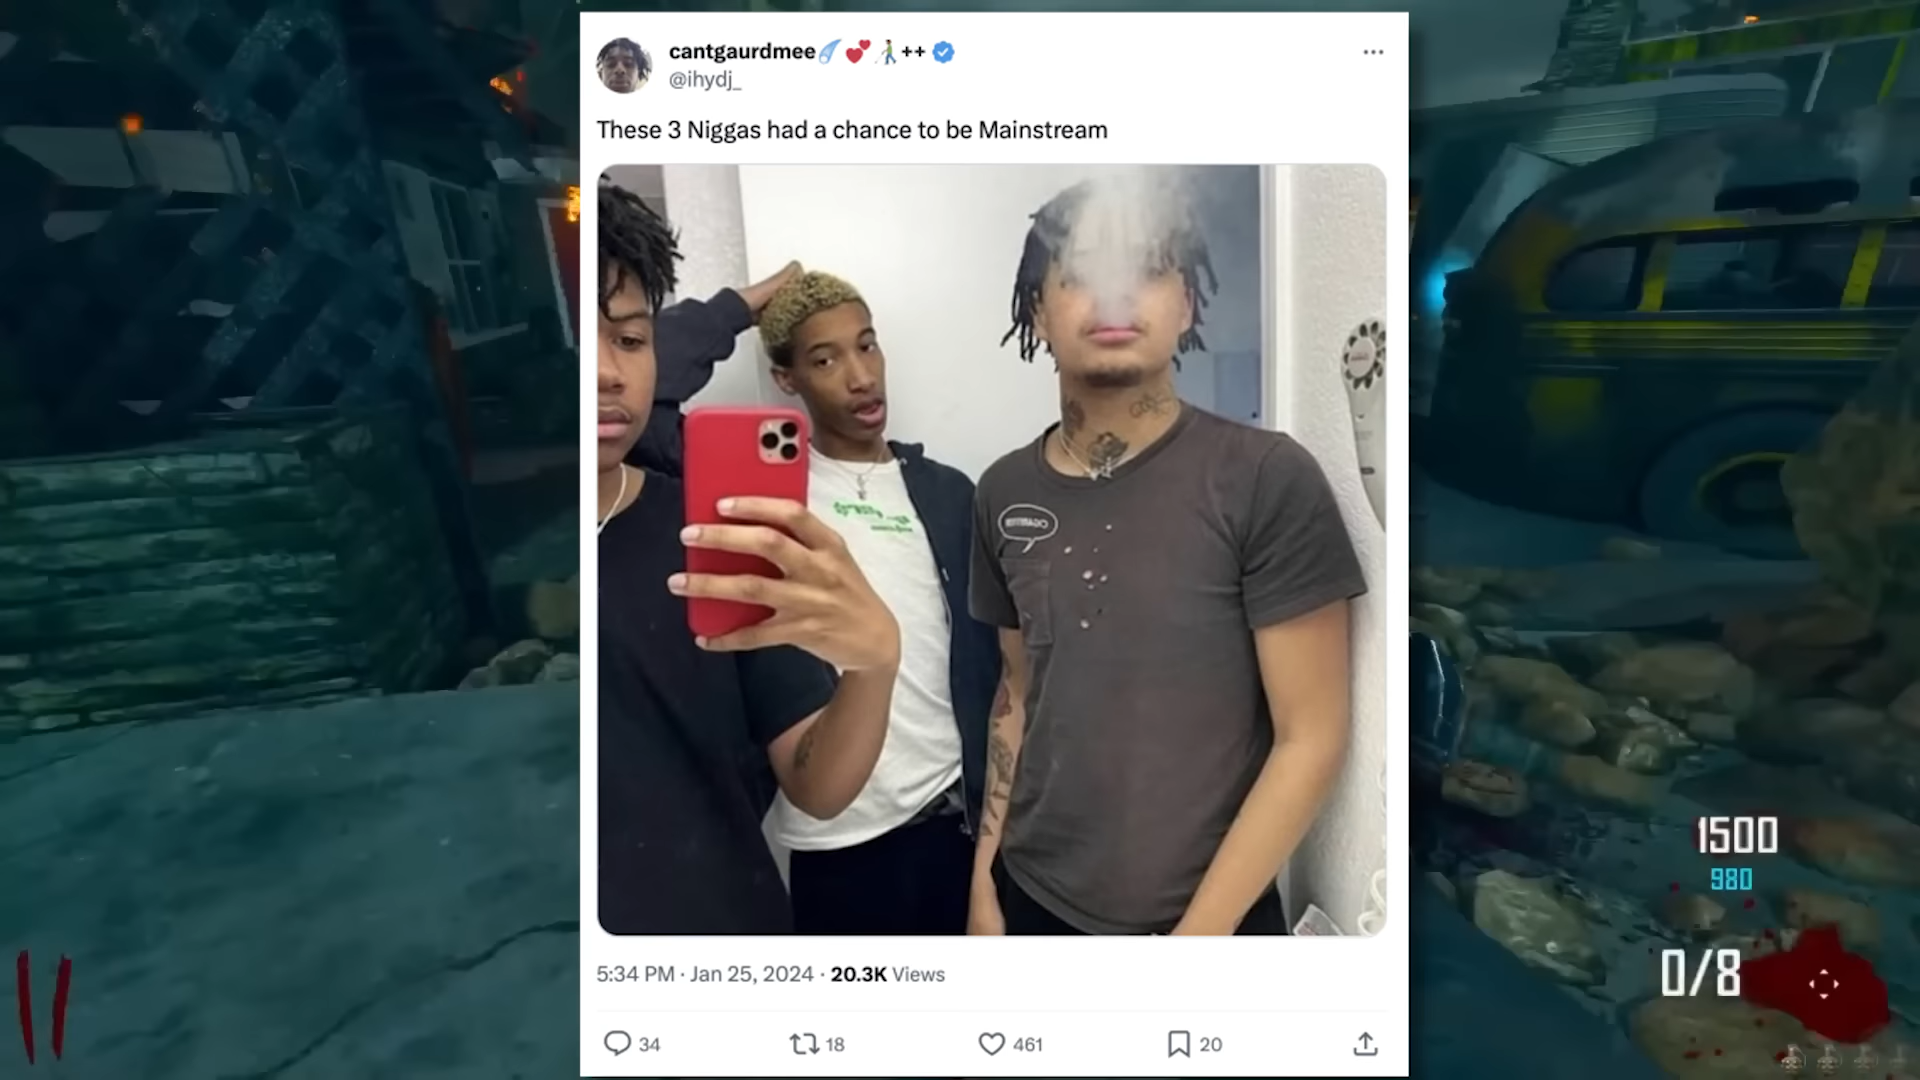 cantgaurdmee☄️💕🚶‍♂️++
@ihydj_
These 3 Niggas had a chance to be Mainstream
5:34 PM · Jan 25, 2024 · 20.3K Views
34
18
461
20
1500
980
0/8